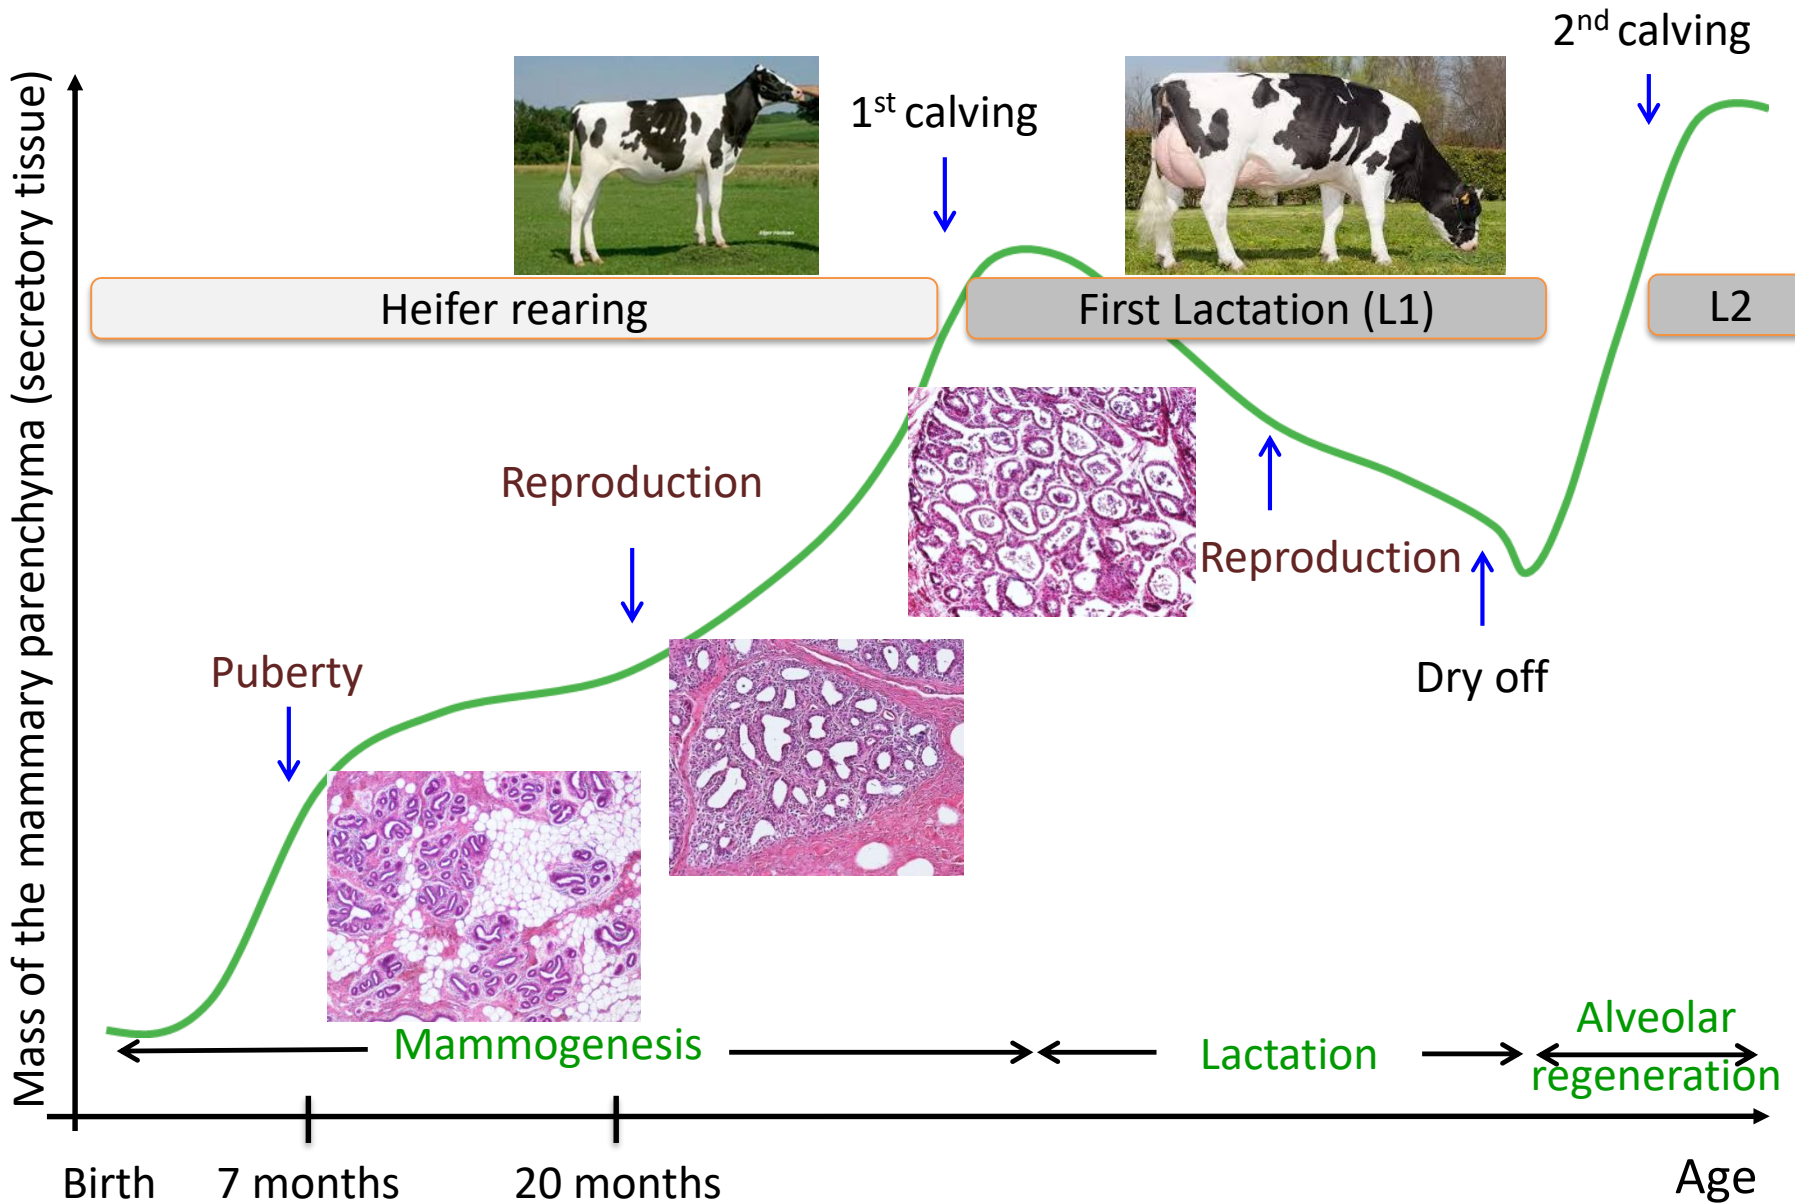 2nd calving
1st calving
Mass of the mammary parenchyma (secretory tissue)
Heifer rearing
First Lactation (L1)
L2
Reproduction
Reproduction
Puberty
Dry off
Mammogenesis
Lactation
Alveolar
regeneration
Birth
7 months
20 months
Age